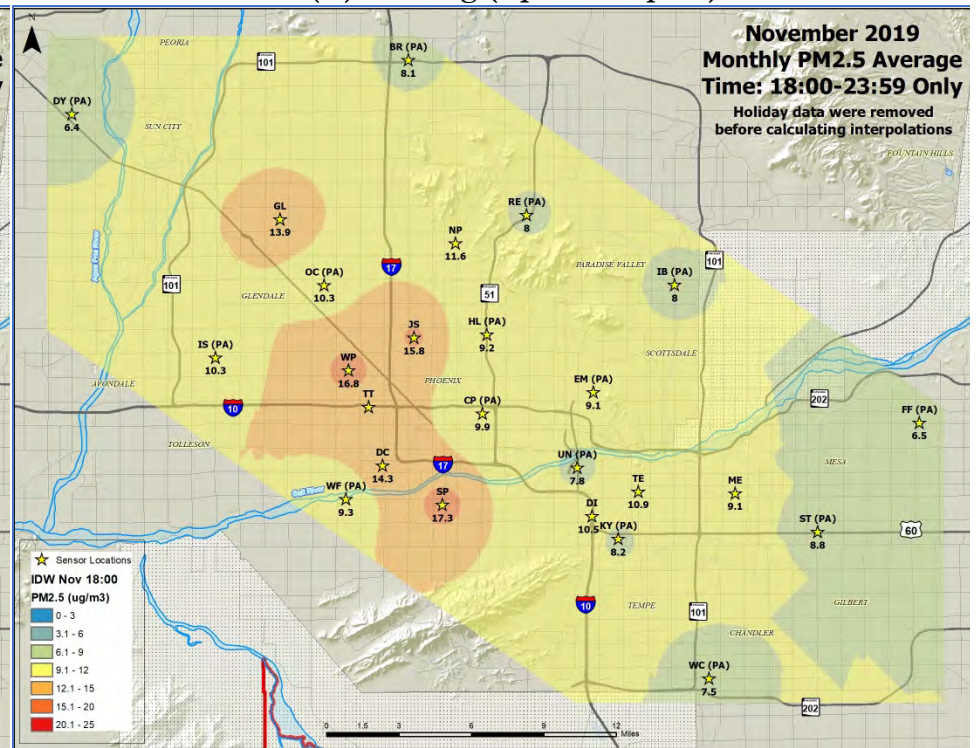 November 2019
Monthly PM2.5 Average
Time: 18:00-23:59 Only
Holiday data were removed
before calculating interpolations
PEORIA
101
BR (PA)
8.1
DY (PA)
6.4
SUN CITY
FOUNTAIN HILLS
GL
13.9
RE (PA)
8
NP
11.6
Agua Fria River
17
PARADISE VALLEY
101
IB (PA)
8
101
OC (PA)
10.3
GLENDALE
51
JS
15.8
HL (PA)
9.2
IS (PA)
10.3
WP
16.8
SCOTTSDALE
AVONDALE
PHOENIX
EM (PA)
9.1
202
10
TT
CP (PA)
9.9
FF (PA)
6.5
TOLLESON
DC
14.3
17
UN (PA)
7.8
MESA
Salt River
WF (PA)
9.3
SP
17.3
TE
10.9
ME
9.1
DI
10.5
KY (PA)
8.2
ST (PA)
8.8
60
Sensor Locations
IDW Nov 18:00
PM2.5 (ug/m3)
0 - 3
3.1 - 6
6.1 - 9
9.1 - 12
12.1 - 15
15.1 - 20
20.1 - 25
10
TEMPE
101
GILBERT
CHANDLER
WC (PA)
7.5
202
0 1.5 3 6 9 12
Miles